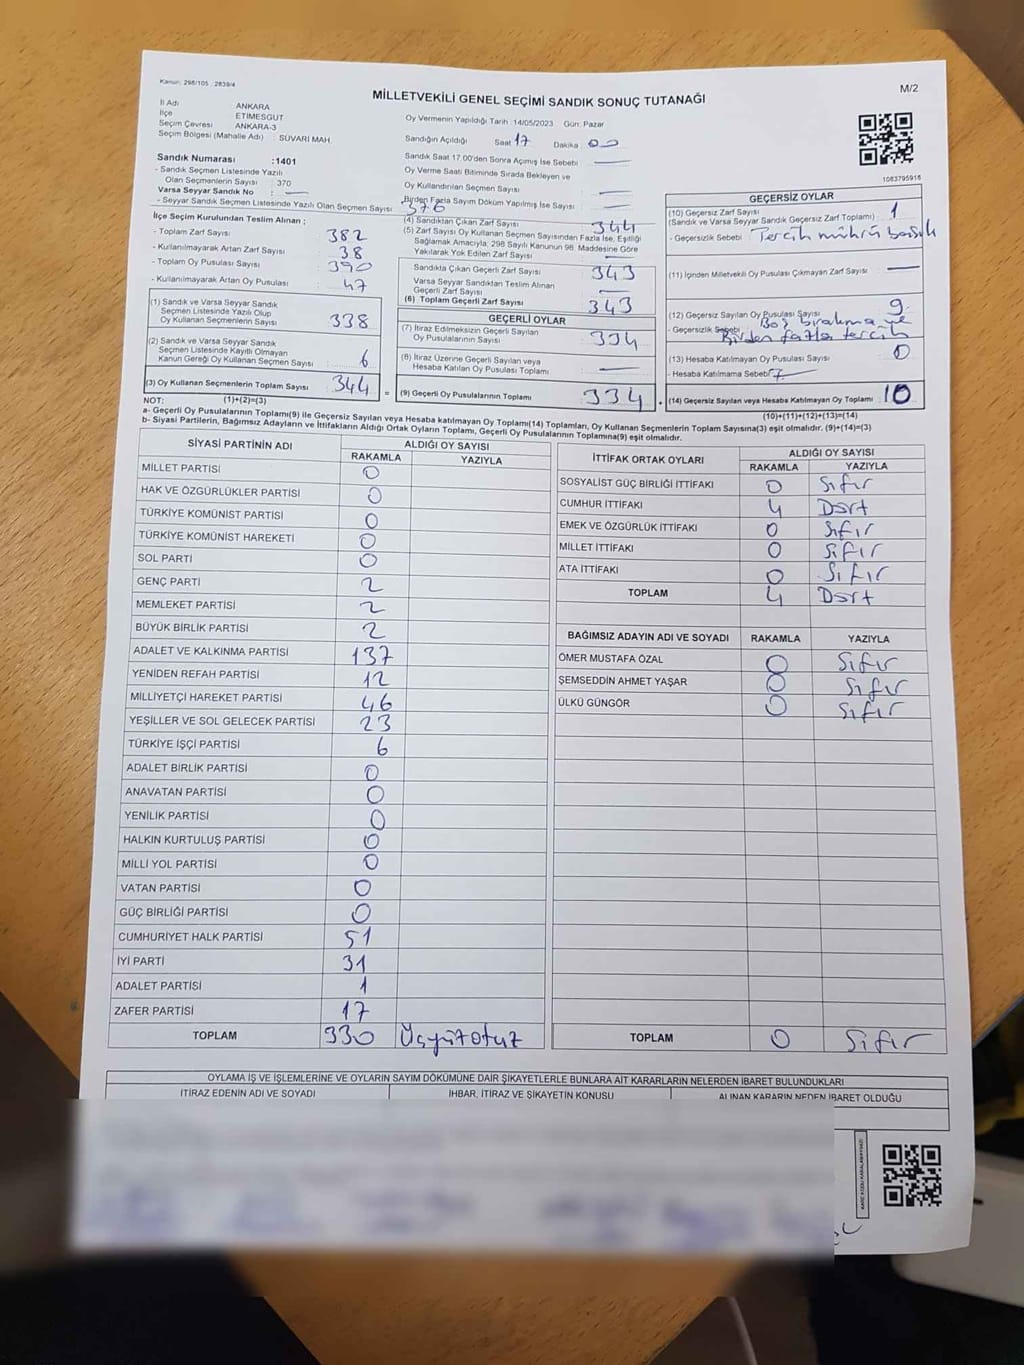 Kanun: 298/105 , 2839/4
M/2
MİLLETVEKİLİ GENEL SEÇİMİ SANDIK SONUÇ TUTANAĞI
İl Adı : ANKARA
İlçe : ETİMESGUT
Seçim Çevresi : ANKARA-3
Seçim Bölgesi (Mahalle Adı) : SÜVARİ MAH.
Oy Vermenin Yapıldığı Tarih :14/05/2023 Gün: Pazar
Sandığın Açıldığı Saat 17 Dakika 00
Sandık Numarası :1401
- Sandık Seçmen Listesinde Yazılı
Olan Seçmenlerin Sayısı : 370
Varsa Seyyar Sandık No : —
- Seyyar Sandık Seçmen Listesinde Yazılı Olan Seçmen Sayısı
Sandık Saat 17.00'den Sonra Açılmış İse Sebebi —
Oy Verme Saati Bitiminde Sırada Bekleyen ve
Oy Kullandırılan Seçmen Sayısı —
Birden Fazla Sayım Döküm Yapılmış İse Sayısı : —
376
İlçe Seçim Kurulundan Teslim Alınan ;
- Toplam Zarf Sayısı 382
- Kullanılmayarak Artan Zarf Sayısı : 38
- Toplam Oy Pusulası Sayısı 390
- Kullanılmayarak Artan Oy Pusulası : 47
(1) Sandık ve Varsa Seyyar Sandık
Seçmen Listesinde Yazılı Olup
Oy Kullanan Seçmenlerin Sayısı : 338
(2) Sandık ve Varsa Seyyar Sandık
Seçmen Listesinde Kayıtlı Olmayan
Kanun Gereği Oy Kullanan Seçmen Sayısı : 6
(3) Oy Kullanan Seçmenlerin Toplam Sayısı : 344
(4) Sandıktan Çıkan Zarf Sayısı : 344
(5) Zarf Sayısı Oy Kullanan Seçmen Sayısından Fazla İse, Eşitliği
Sağlamak Amacıyla, 298 Sayılı Kanunun 98. Maddesine Göre
Yakılarak Yok Edilen Zarf Sayısı : —
Sandıkta Çıkan Geçerli Zarf Sayısı : 343
Varsa Seyyar Sandıktan Teslim Alınan
Geçerli Zarf Sayısı : —
(6) Toplam Geçerli Zarf Sayısı : 343
GEÇERLİ OYLAR
(7) İtiraz Edilmeksizin Geçerli Sayılan
Oy Pusulasının Sayısı : 334
(8) İtiraz Üzerine Geçerli Sayılan veya
Hesaba Katılan Oy Pusulası Toplamı : —
= (9) Geçerli Oy Pusulalarının Toplamı : 334
1083795916
GEÇERSİZ OYLAR
(10) Geçersiz Zarf Sayısı
(Sandık ve Varsa Seyyar Sandık Geçersiz Zarf Toplamı) : 1
- Geçersizlik Sebebi : Tercih mührü basılı
(11) İçinden Milletvekili Oy Pusulası Çıkmayan Zarf Sayısı : —
(12) Geçersiz Sayılan Oy Pusulası Sayısı : 9
- Geçersizlik Sebebi : Boş bırakma ve
Birden fazla tercih
(13) Hesaba Katılmayan Oy Pusulası Sayısı : 0
- Hesaba Katılmama Sebebi : —
(14) Geçersiz Sayılan veya Hesaba Katılmayan Oy Toplamı : 10
NOT: (1)+(2)=(3)
(10)+(11)+(12)+(13)=(14)
a- Geçerli Oy Pusulalarının Toplamı(9) ile Geçersiz Sayılan veya Hesaba katılmayan Oy Toplamı(14) Toplamları, Oy Kullanan Seçmenlerin Toplam Sayısına(3) eşit olmalıdır. (9)+(14)=(3)
b- Siyasi Partilerin, Bağımsız Adayların ve İttifakların Aldığı Ortak Oyların Toplamı, Geçerli Oy Pusulalarının Toplamına(9) eşit olmalıdır.
SİYASİ PARTİNİN ADI ALDIĞI OY SAYISI
RAKAMLA YAZIYLA
MİLLET PARTİSİ 0
HAK VE ÖZGÜRLÜKLER PARTİSİ 0
TÜRKİYE KOMÜNİST PARTİSİ 0
TÜRKİYE KOMÜNİST HAREKETİ 0
SOL PARTİ 0
GENÇ PARTİ 2
MEMLEKET PARTİSİ 2
BÜYÜK BİRLİK PARTİSİ 2
ADALET VE KALKINMA PARTİSİ 137
YENİDEN REFAH PARTİSİ 12
MİLLİYETÇİ HAREKET PARTİSİ 46
YEŞİLLER VE SOL GELECEK PARTİSİ 23
TÜRKİYE İŞÇİ PARTİSİ 6
ADALET BİRLİK PARTİSİ 0
ANAVATAN PARTİSİ 0
YENİLİK PARTİSİ 0
HALKIN KURTULUŞ PARTİSİ 0
MİLLİ YOL PARTİSİ 0
VATAN PARTİSİ 0
GÜÇ BİRLİĞİ PARTİSİ 0
CUMHURİYET HALK PARTİSİ 51
İYİ PARTİ 31
ADALET PARTİSİ 1
ZAFER PARTİSİ 17
TOPLAM 330 Üçyüzotuz
İTTİFAK ORTAK OYLARI ALDIĞI OY SAYISI
RAKAMLA YAZIYLA
SOSYALİST GÜÇ BİRLİĞİ İTTİFAKI 0 Sıfır
CUMHUR İTTİFAKI 4 Dört
EMEK VE ÖZGÜRLÜK İTTİFAKI 0 Sıfır
MİLLET İTTİFAKI 0 Sıfır
ATA İTTİFAKI 0 Sıfır
TOPLAM 4 Dört
BAĞIMSIZ ADAYIN ADI VE SOYADI RAKAMLA YAZIYLA
ÖMER MUSTAFA ÖZAL 0 Sıfır
ŞEMSEDDİN AHMET YAŞAR 0 Sıfır
ÜLKÜ GÜNGÖR 0 Sıfır
TOPLAM 0 Sıfır
OYLAMA İŞ VE İŞLEMLERİNE VE OYLARIN SAYIM DÖKÜMÜNE DAİR ŞİKAYETLERLE BUNLARA AİT KARARLARIN NELERDEN İBARET BULUNDUKLARI
İTİRAZ EDENİN ADI VE SOYADI İHBAR, İTİRAZ VE ŞİKAYETİN KONUSU ALINAN KARARIN NEDEN İBARET OLDUĞU